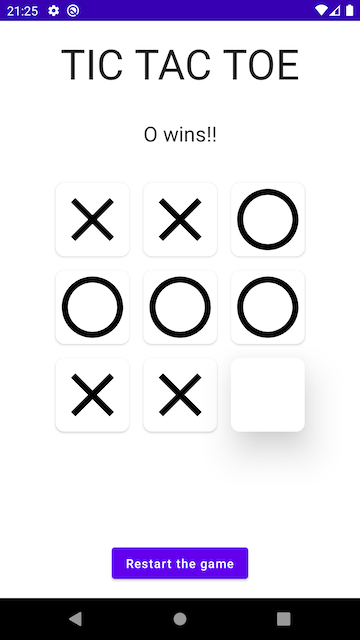 21:25
TIC TAC TOE
O wins!!
X X O
O O O
X X
Restart the game